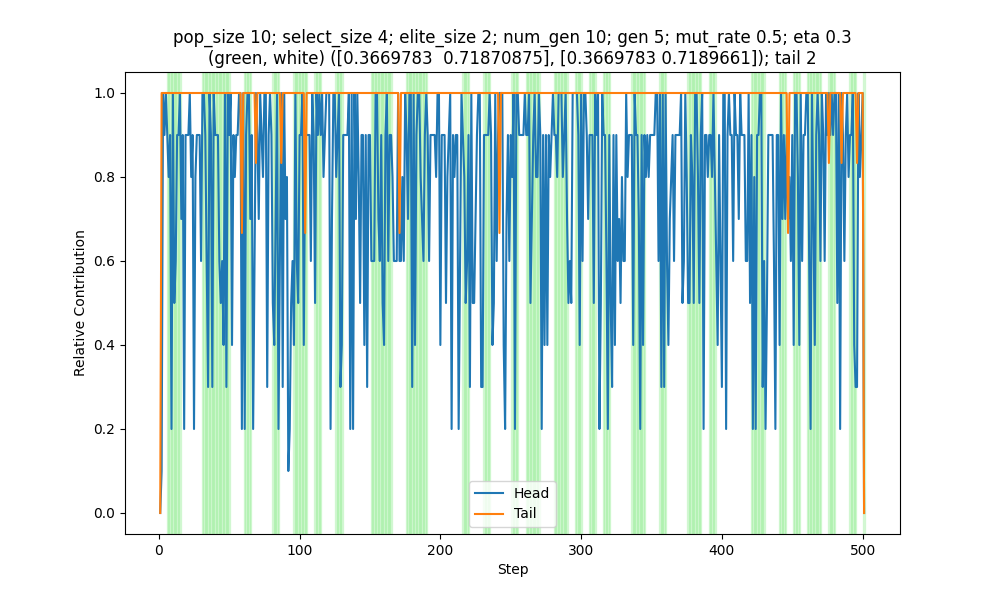 pop_size 10; select_size 4; elite_size 2; num_gen 10; gen 5; mut_rate 0.5; eta 0.3
(green, white) ([0.3669783  0.71870875], [0.3669783 0.7189661]); tail 2
1.0
0.8
0.6
0.4
0.2
0.0
Relative Contribution
Head
Tail
0
100
200
300
400
500
Step